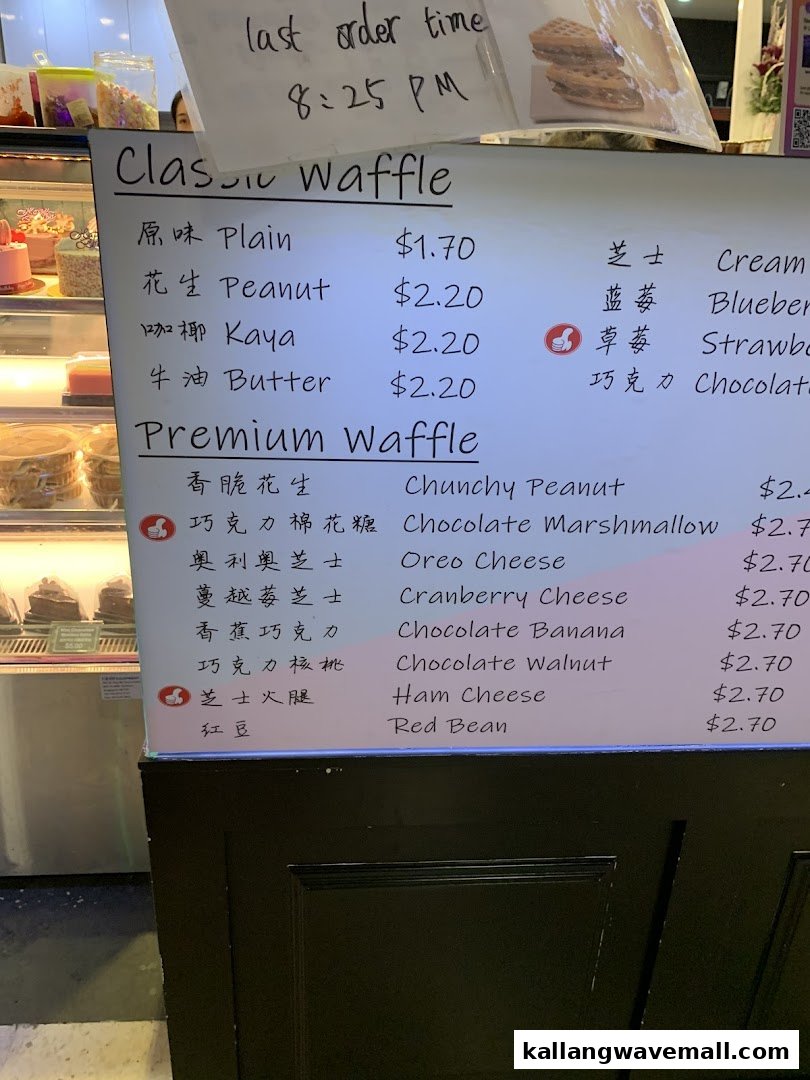 last order time
8:25 PM
Classic Waffle
原味 Plain $1.70
花生 Peanut $2.20
咖椰 Kaya $2.20
牛油 Butter $2.20
芝士 Cream
蓝莓
草莓
巧克力
Premium Waffle
香脆花生 Chunchy Peanut
巧克力棉花糖 Chocolate Marshmallow
奥利奥芝士 Oreo Cheese
蔓越莓芝士 Cranberry Cheese $2.70
香蕉巧克力 Chocolate Banana $2.70
巧克力核桃 Chocolate Walnut $2.70
芝士火腿 Ham Cheese $2.70
红豆 Red Bean $2.70
kallangwavemall.com